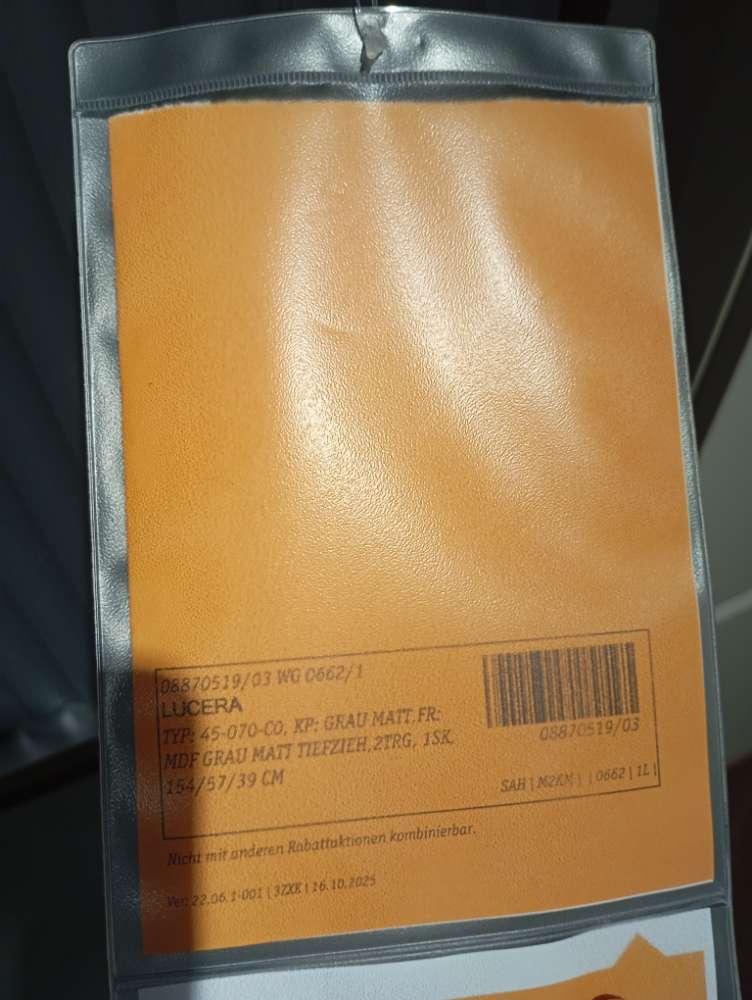 08870519/03 WG 0662/1
LUCERA
TYP: 45-070-C0, KP: GRAU MATT.FR:
MDF GRAU MATT TIEFZIEH,2TRG, 1SK,
154/57/39 CM
08870519/03
SAH | M2KM | | 0662 | 1L |
Nicht mit anderen Rabattaktionen kombinierbar.
Ver: 22.06.1-001 | 3ZXK | 16.10.2025